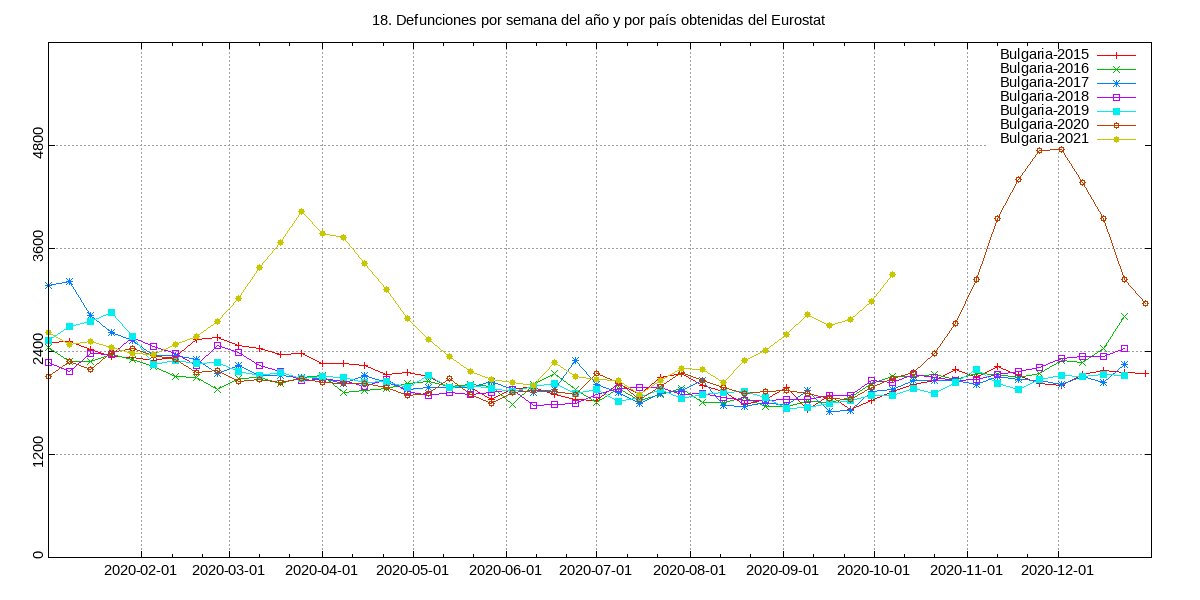 18. Defunciones por semana del año y por país obtenidas del Eurostat
Bulgaria-2015
Bulgaria-2016
Bulgaria-2017
Bulgaria-2018
Bulgaria-2019
Bulgaria-2020
Bulgaria-2021
4800
3600
2400
1200
0
2020-02-01 2020-03-01 2020-04-01 2020-05-01 2020-06-01 2020-07-01 2020-08-01 2020-09-01 2020-10-01 2020-11-01 2020-12-01